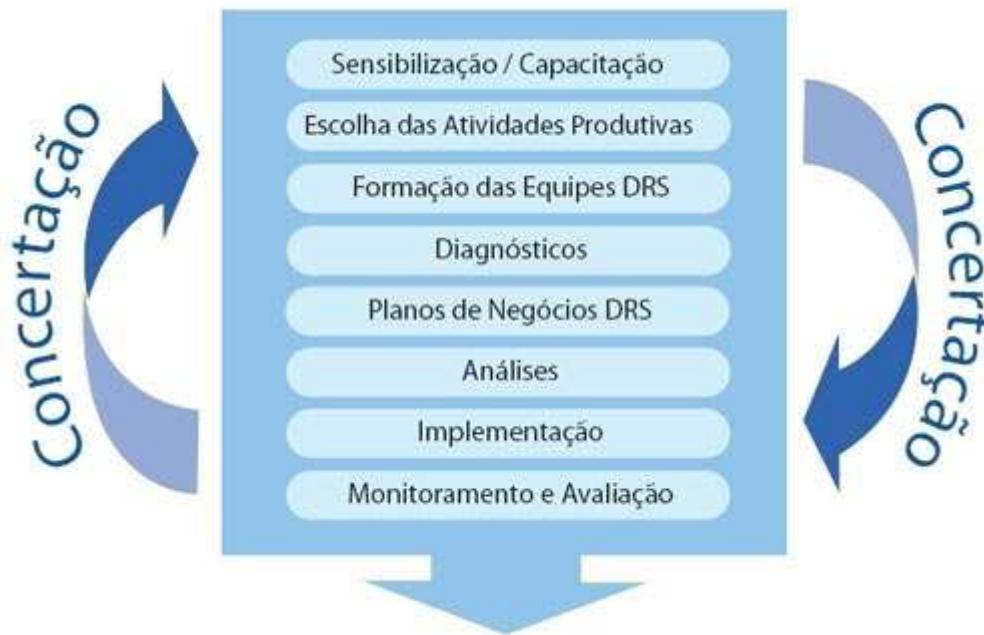 Concertação
Sensibilização / Capacitação
Escolha das Atividades Produtivas
Formação das Equipes DRS
Diagnósticos
Planos de Negócios DRS
Análises
Implementação
Monitoramento e Avaliação
Concertação